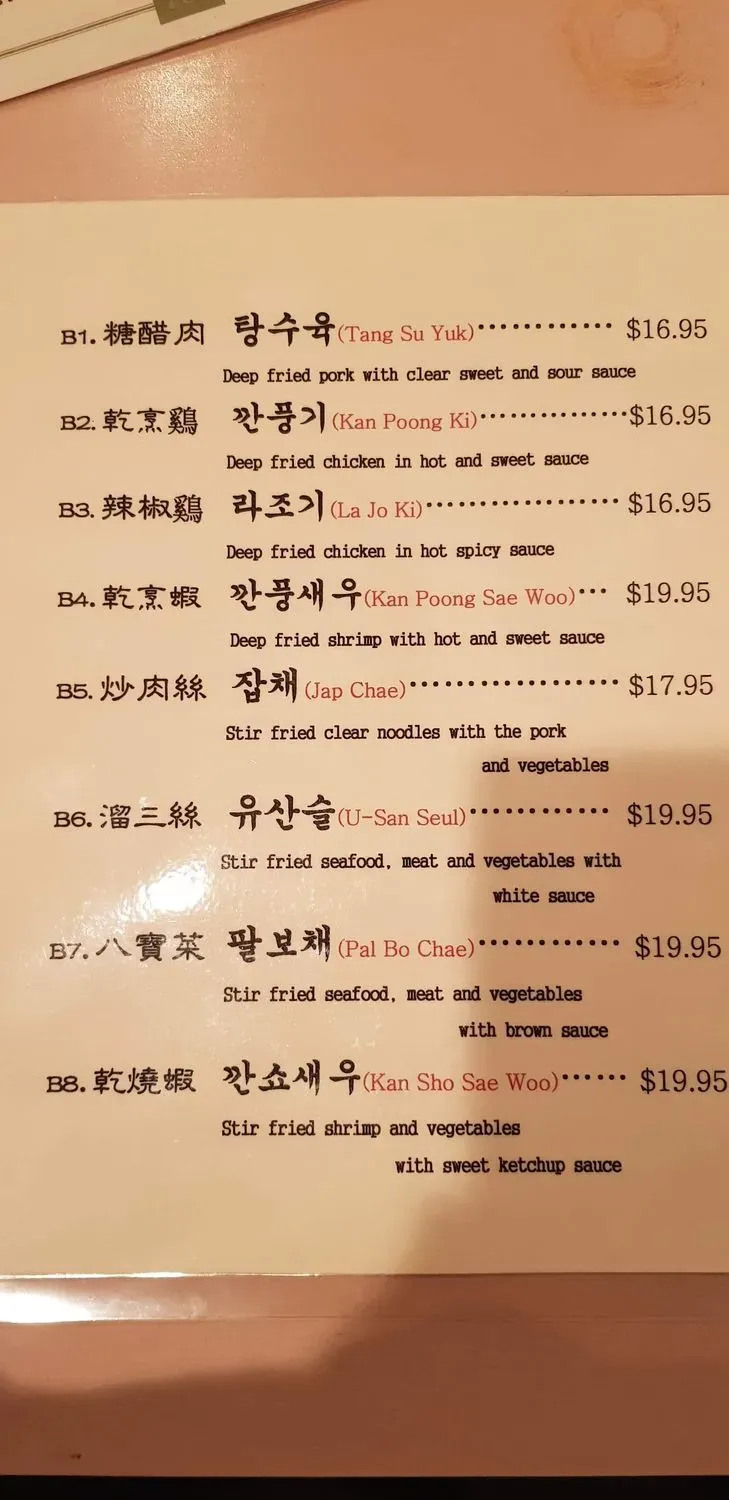 B1. 糖醋肉 탕수육(Tang Su Yuk)············· $16.95
Deep fried pork with clear sweet and sour sauce
B2. 乾烹鷄 깐풍기(Kan Poong Ki)···············$16.95
Deep fried chicken in hot and sweet sauce
B3. 辣椒鷄 라조기(La Jo Ki)·················· $16.95
Deep fried chicken in hot spicy sauce
B4. 乾烹蝦 깐풍새우(Kan Poong Sae Woo)··· $19.95
Deep fried shrimp with hot and sweet sauce
B5. 炒肉絲 잡채(Jap Chae)·················· $17.95
Stir fried clear noodles with the pork
and vegetables
B6. 溜三絲 유산슬(U-San Seul)············ $19.95
Stir fried seafood, meat and vegetables with
white sauce
B7. 八寶菜 팔보채(Pal Bo Chae)············ $19.95
Stir fried seafood, meat and vegetables
with brown sauce
B8. 乾燒蝦 깐쇼새우(Kan Sho Sae Woo)······ $19.95
Stir fried shrimp and vegetables
with sweet ketchup sauce